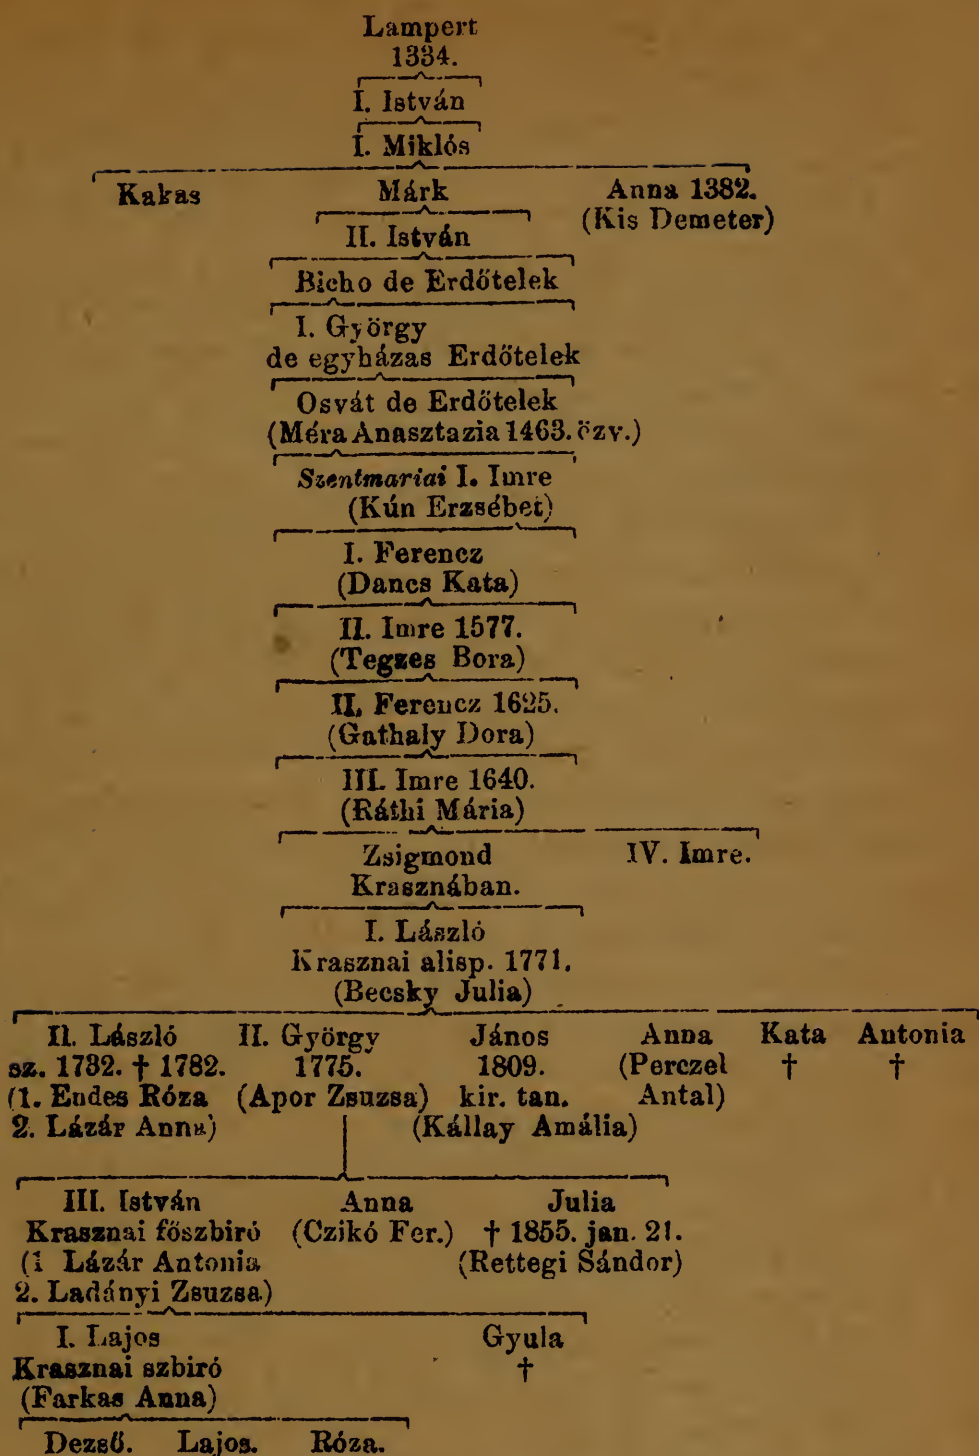 Lampert
1334.
I. István
I. Miklós
Kakas Márk Anna 1382.
(Kis Demeter)
II. István
Bicho de Erdőtelek
I. György
de egyházas Erdőtelek
Osvát de Erdőtelek
(Méra Anasztazia 1463. özv.)
Szentmariai I. Imre
(Kún Erzsébet)
I. Ferencz
(Dancs Kata)
II. Imre 1577.
(Tegzes Bora)
II. Ferencz 1625.
(Gathaly Dora)
III. Imre 1640.
(Ráthi Mária)
Zsigmond IV. Imre.
Krasznában.
I. László
Krasznai alisp. 1771.
(Becsky Julia)
II. László II. György János Anna Kata Antonia
sz. 1732. † 1782. 1775. 1809. (Perczel † †
(1. Endes Róza (Apor Zsuzsa) kir. tan. Antal)
2. Lázár Anna) (Kállay Amália)
III. István Anna Julia
Krasznai főszbiró (Czikó Fer.) † 1855. jan. 21.
(1 Lázár Antonia (Rettegi Sándor)
2. Ladányi Zsuzsa)
I. Lajos Gyula
Krasznai szbiró †
(Farkas Anna)
Dezső. Lajos. Róza.